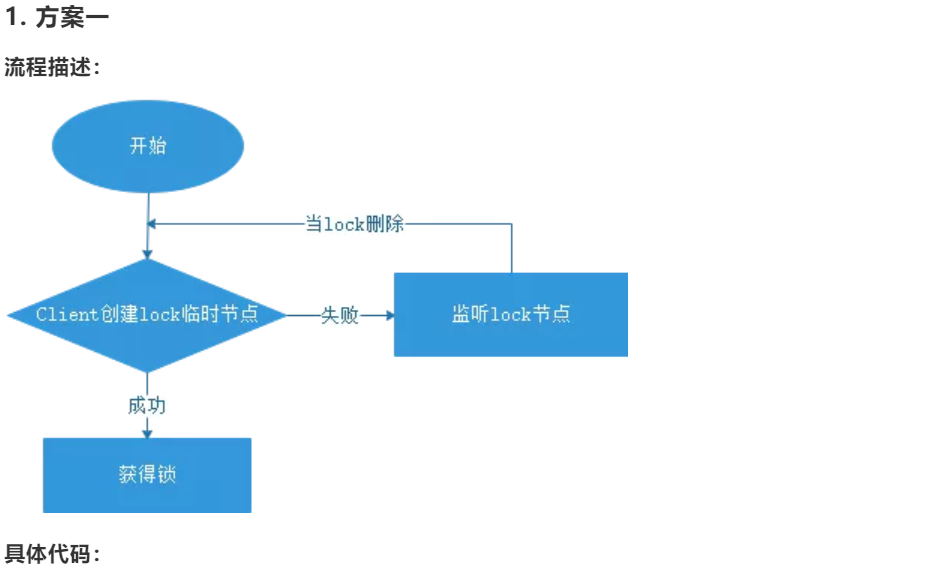 1. 方案一
流程描述：
开始
当lock删除
Client创建lock临时节点
失败
监听lock节点
成功
获得锁
具体代码：